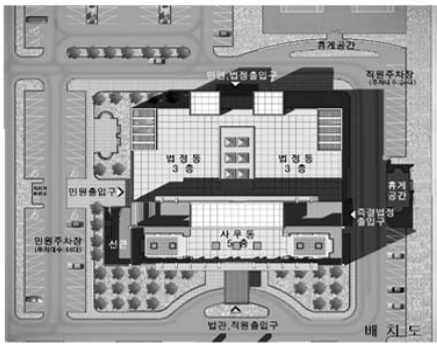 휴게공간
민원,법정출입구
직원주차장
법정동
3 층
법정동
3 층
민원출입구
휴게
공간
즉결법정
출입구
사무동
5 층
선큰
민원주차장
법관,직원출입구
배 치 도